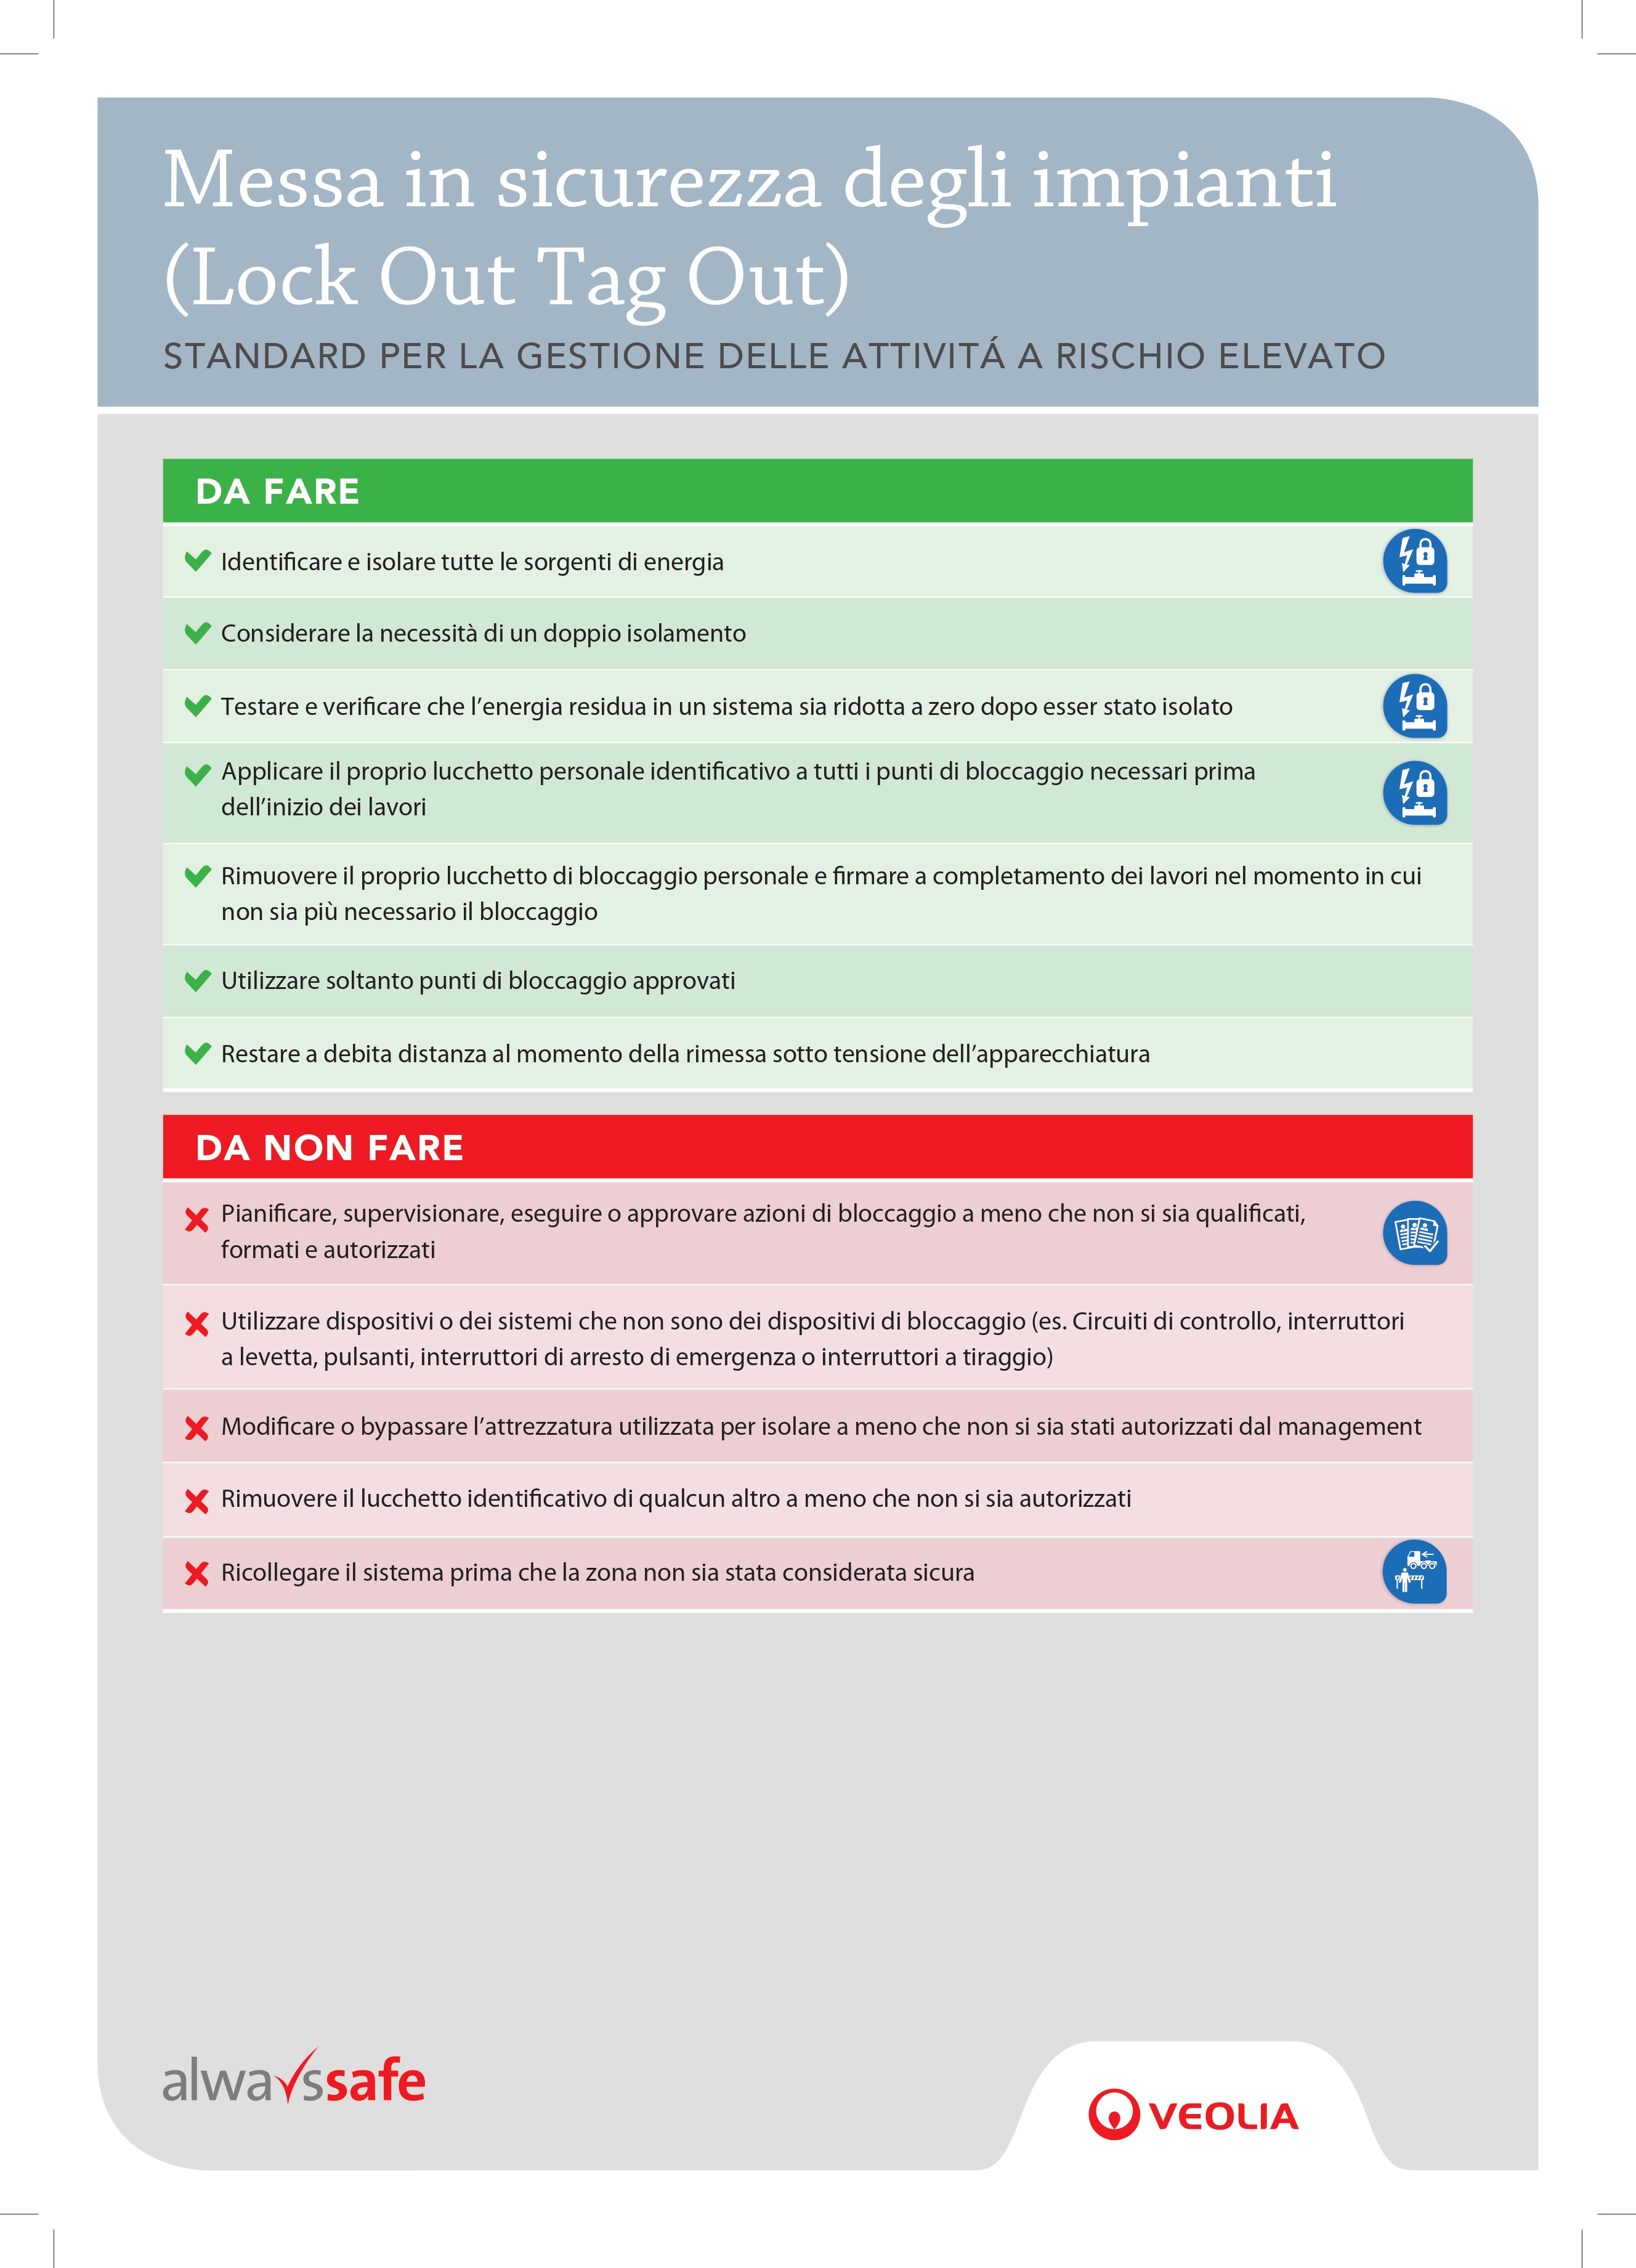 Messa in sicurezza degli impianti
(Lock Out Tag Out)
STANDARD PER LA GESTIONE DELLE ATTIVITÁ A RISCHIO ELEVATO
DA FARE
Identificare e isolare tutte le sorgenti di energia
Considerare la necessità di un doppio isolamento
Testare e verificare che l’energia residua in un sistema sia ridotta a zero dopo esser stato isolato
Applicare il proprio lucchetto personale identificativo a tutti i punti di bloccaggio necessari prima
dell’inizio dei lavori
Rimuovere il proprio lucchetto di bloccaggio personale e firmare a completamento dei lavori nel momento in cui
non sia più necessario il bloccaggio
Utilizzare soltanto punti di bloccaggio approvati
Restare a debita distanza al momento della rimessa sotto tensione dell’apparecchiatura
DA NON FARE
Pianificare, supervisionare, eseguire o approvare azioni di bloccaggio a meno che non si sia qualificati,
formati e autorizzati
Utilizzare dispositivi o dei sistemi che non sono dei dispositivi di bloccaggio (es. Circuiti di controllo, interruttori
a levetta, pulsanti, interruttori di arresto di emergenza o interruttori a tiraggio)
Modificare o bypassare l’attrezzatura utilizzata per isolare a meno che non si sia stati autorizzati dal management
Rimuovere il lucchetto identificativo di qualcun altro a meno che non si sia autorizzati
Ricollegare il sistema prima che la zona non sia stata considerata sicura
alwayssafe
VEOLIA